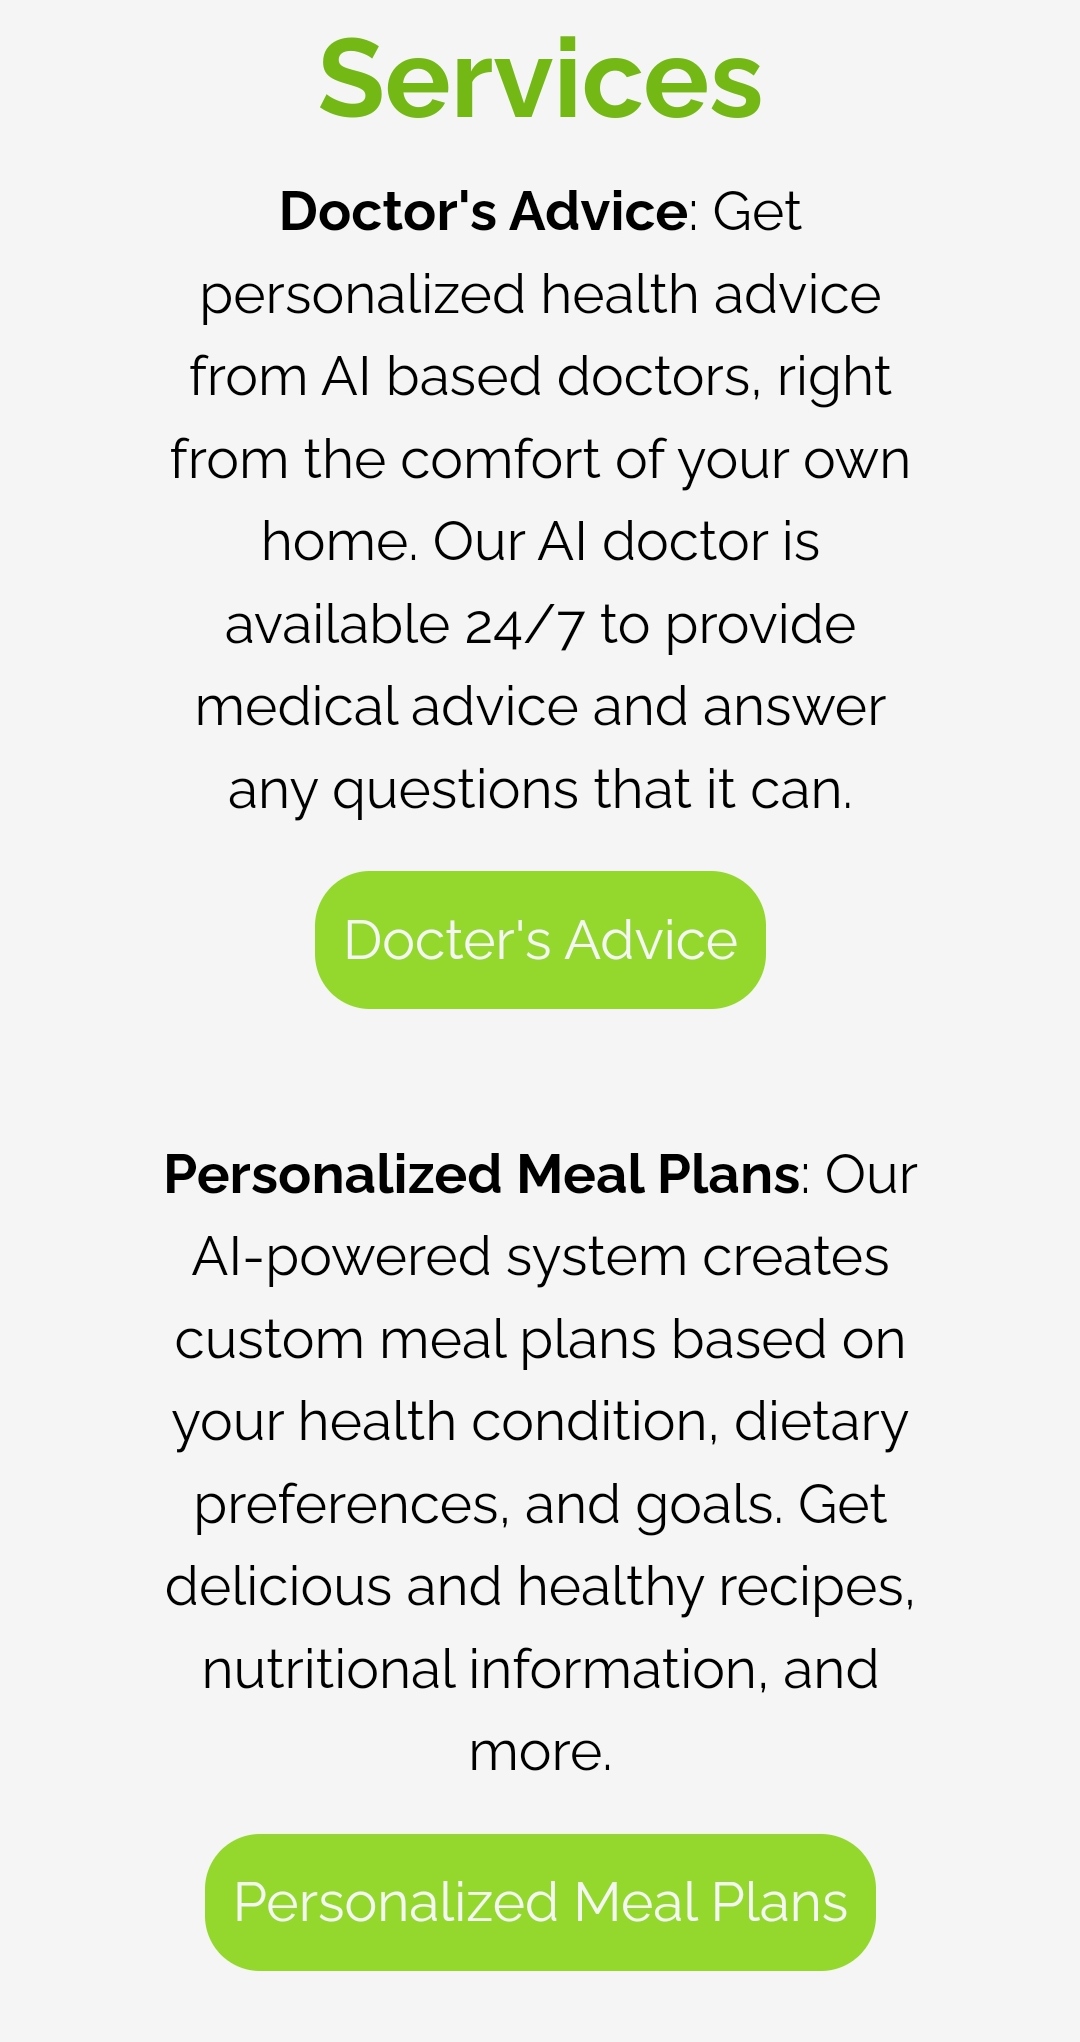 Services
Doctor's Advice: Get
personalized health advice
from AI based doctors, right
from the comfort of your own
home. Our AI doctor is
available 24/7 to provide
medical advice and answer
any questions that it can.
Docter's Advice
Personalized Meal Plans: Our
AI-powered system creates
custom meal plans based on
your health condition, dietary
preferences, and goals. Get
delicious and healthy recipes,
nutritional information, and
more.
Personalized Meal Plans